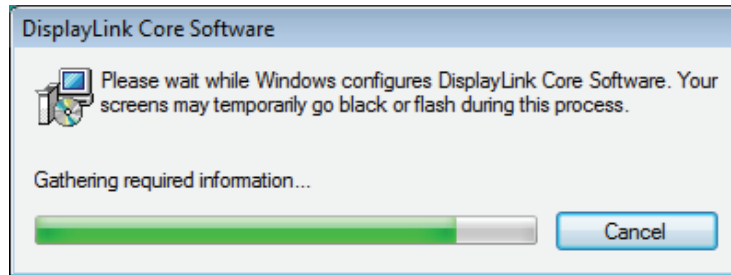 DisplayLink Core Software
Please wait while Windows configures DisplayLink Core Software. Your
screens may temporarily go black or flash during this process.
Gathering required information...
Cancel